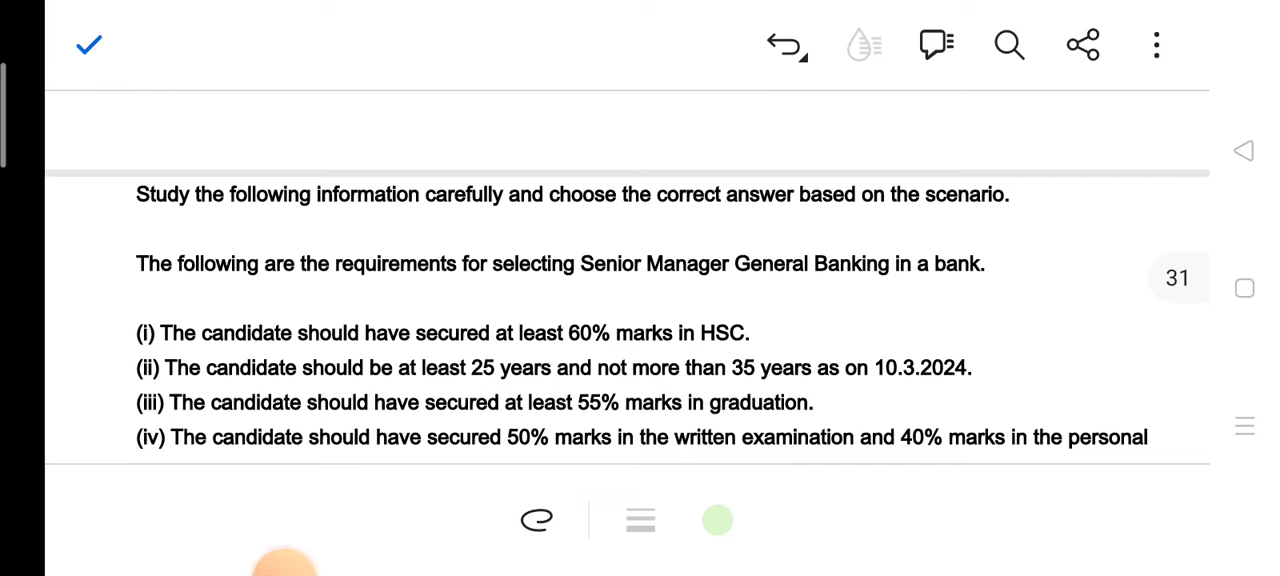 Study the following information carefully and choose the correct answer based on the scenario.
The following are the requirements for selecting Senior Manager General Banking in a bank.
31
(i) The candidate should have secured at least 60% marks in HSC.
(ii) The candidate should be at least 25 years and not more than 35 years as on 10.3.2024.
(iii) The candidate should have secured at least 55% marks in graduation.
(iv) The candidate should have secured 50% marks in the written examination and 40% marks in the personal